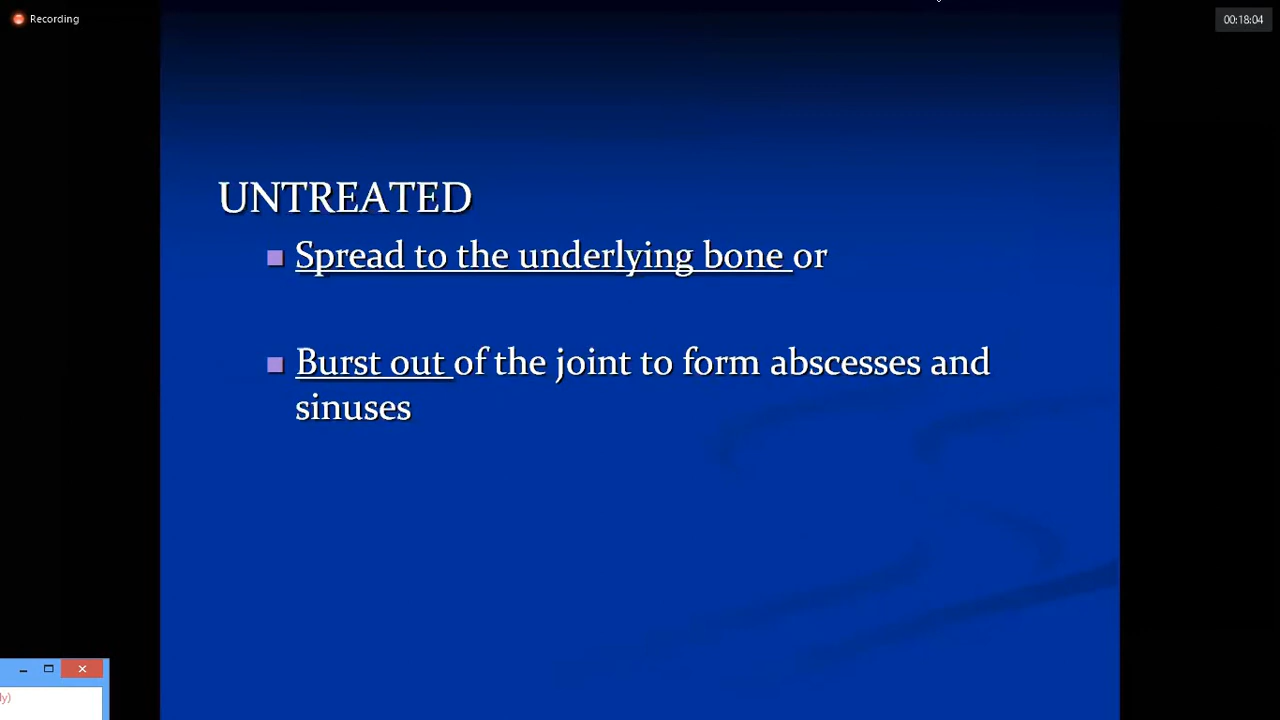 Recording
00:18:04
UNTREATED
Spread to the underlying bone or
Burst out of the joint to form abscesses and
sinuses
ly)